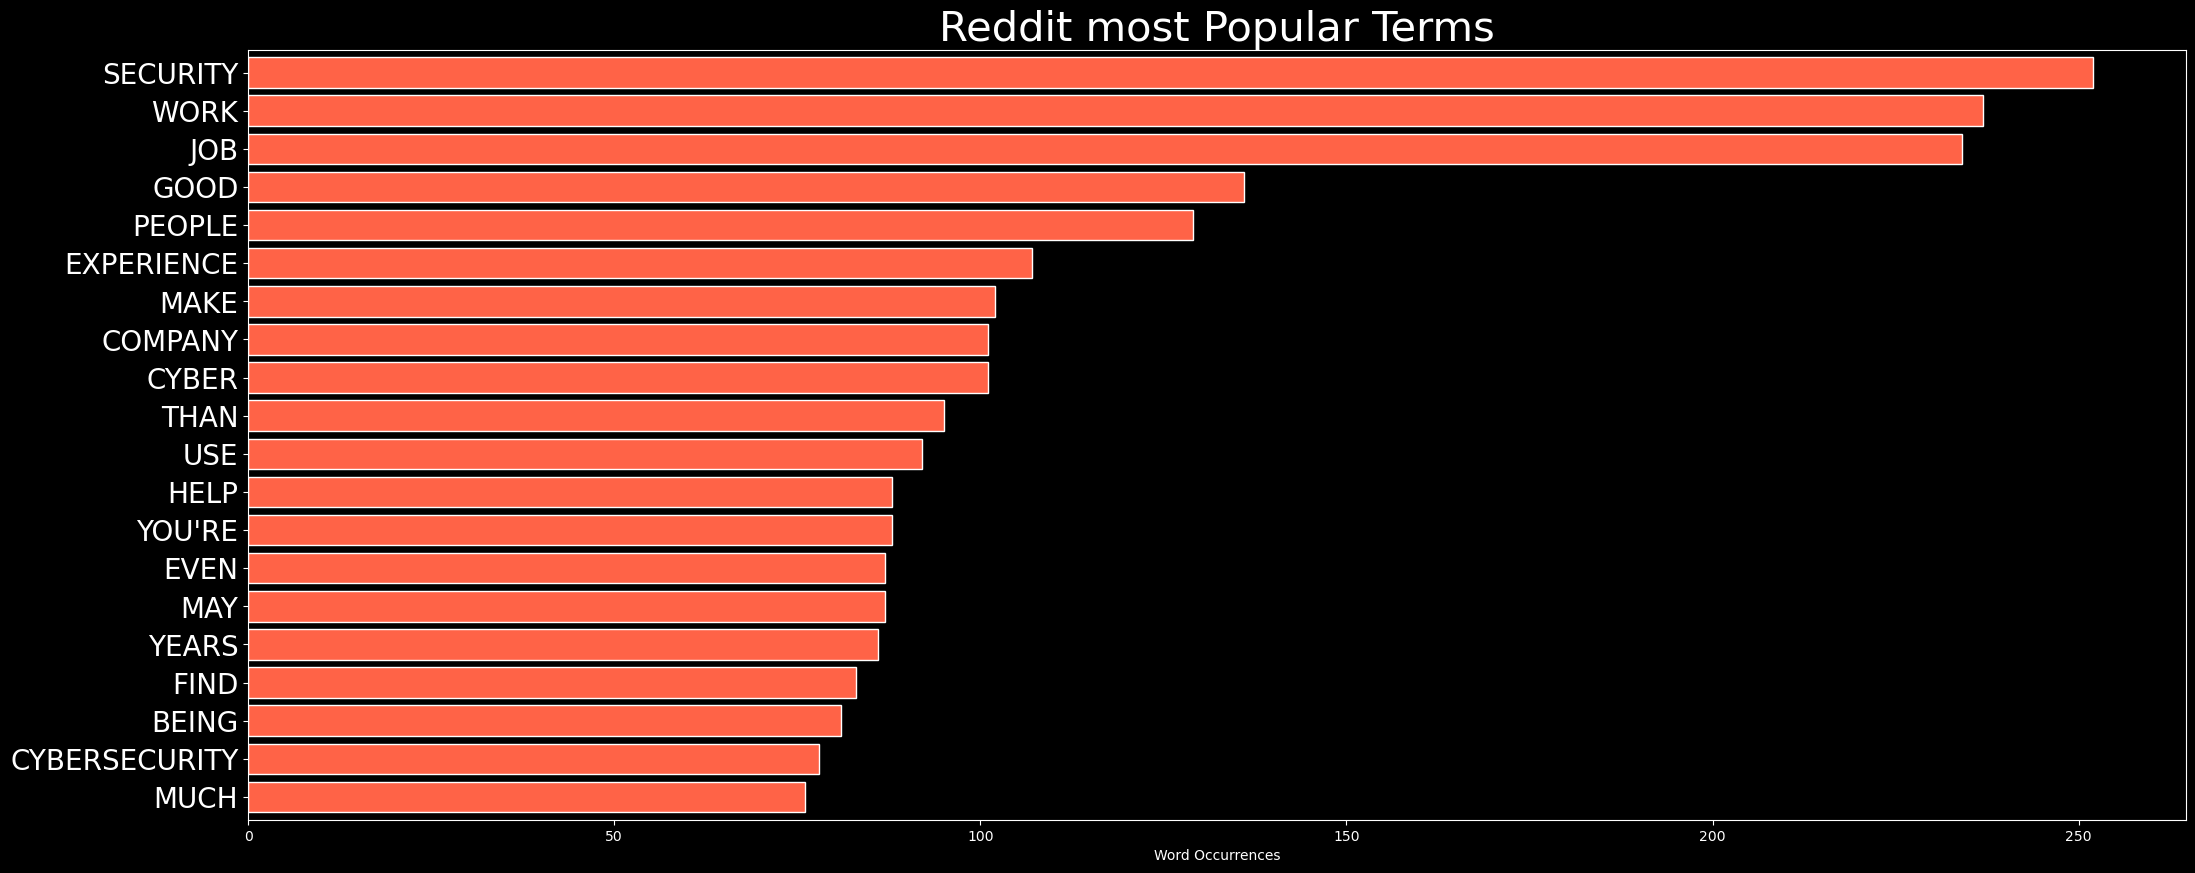 Reddit most Popular Terms
SECURITY
WORK
JOB
GOOD
PEOPLE
EXPERIENCE
MAKE
COMPANY
CYBER
THAN
USE
HELP
YOU'RE
EVEN
MAY
YEARS
FIND
BEING
CYBERSECURITY
MUCH
0 50 100 150 200 250
Word Occurrences